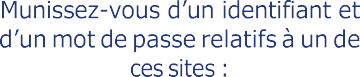 Munissez-vous d'un identifiant et
d'un mot de passe relatifs à un de
ces sites :